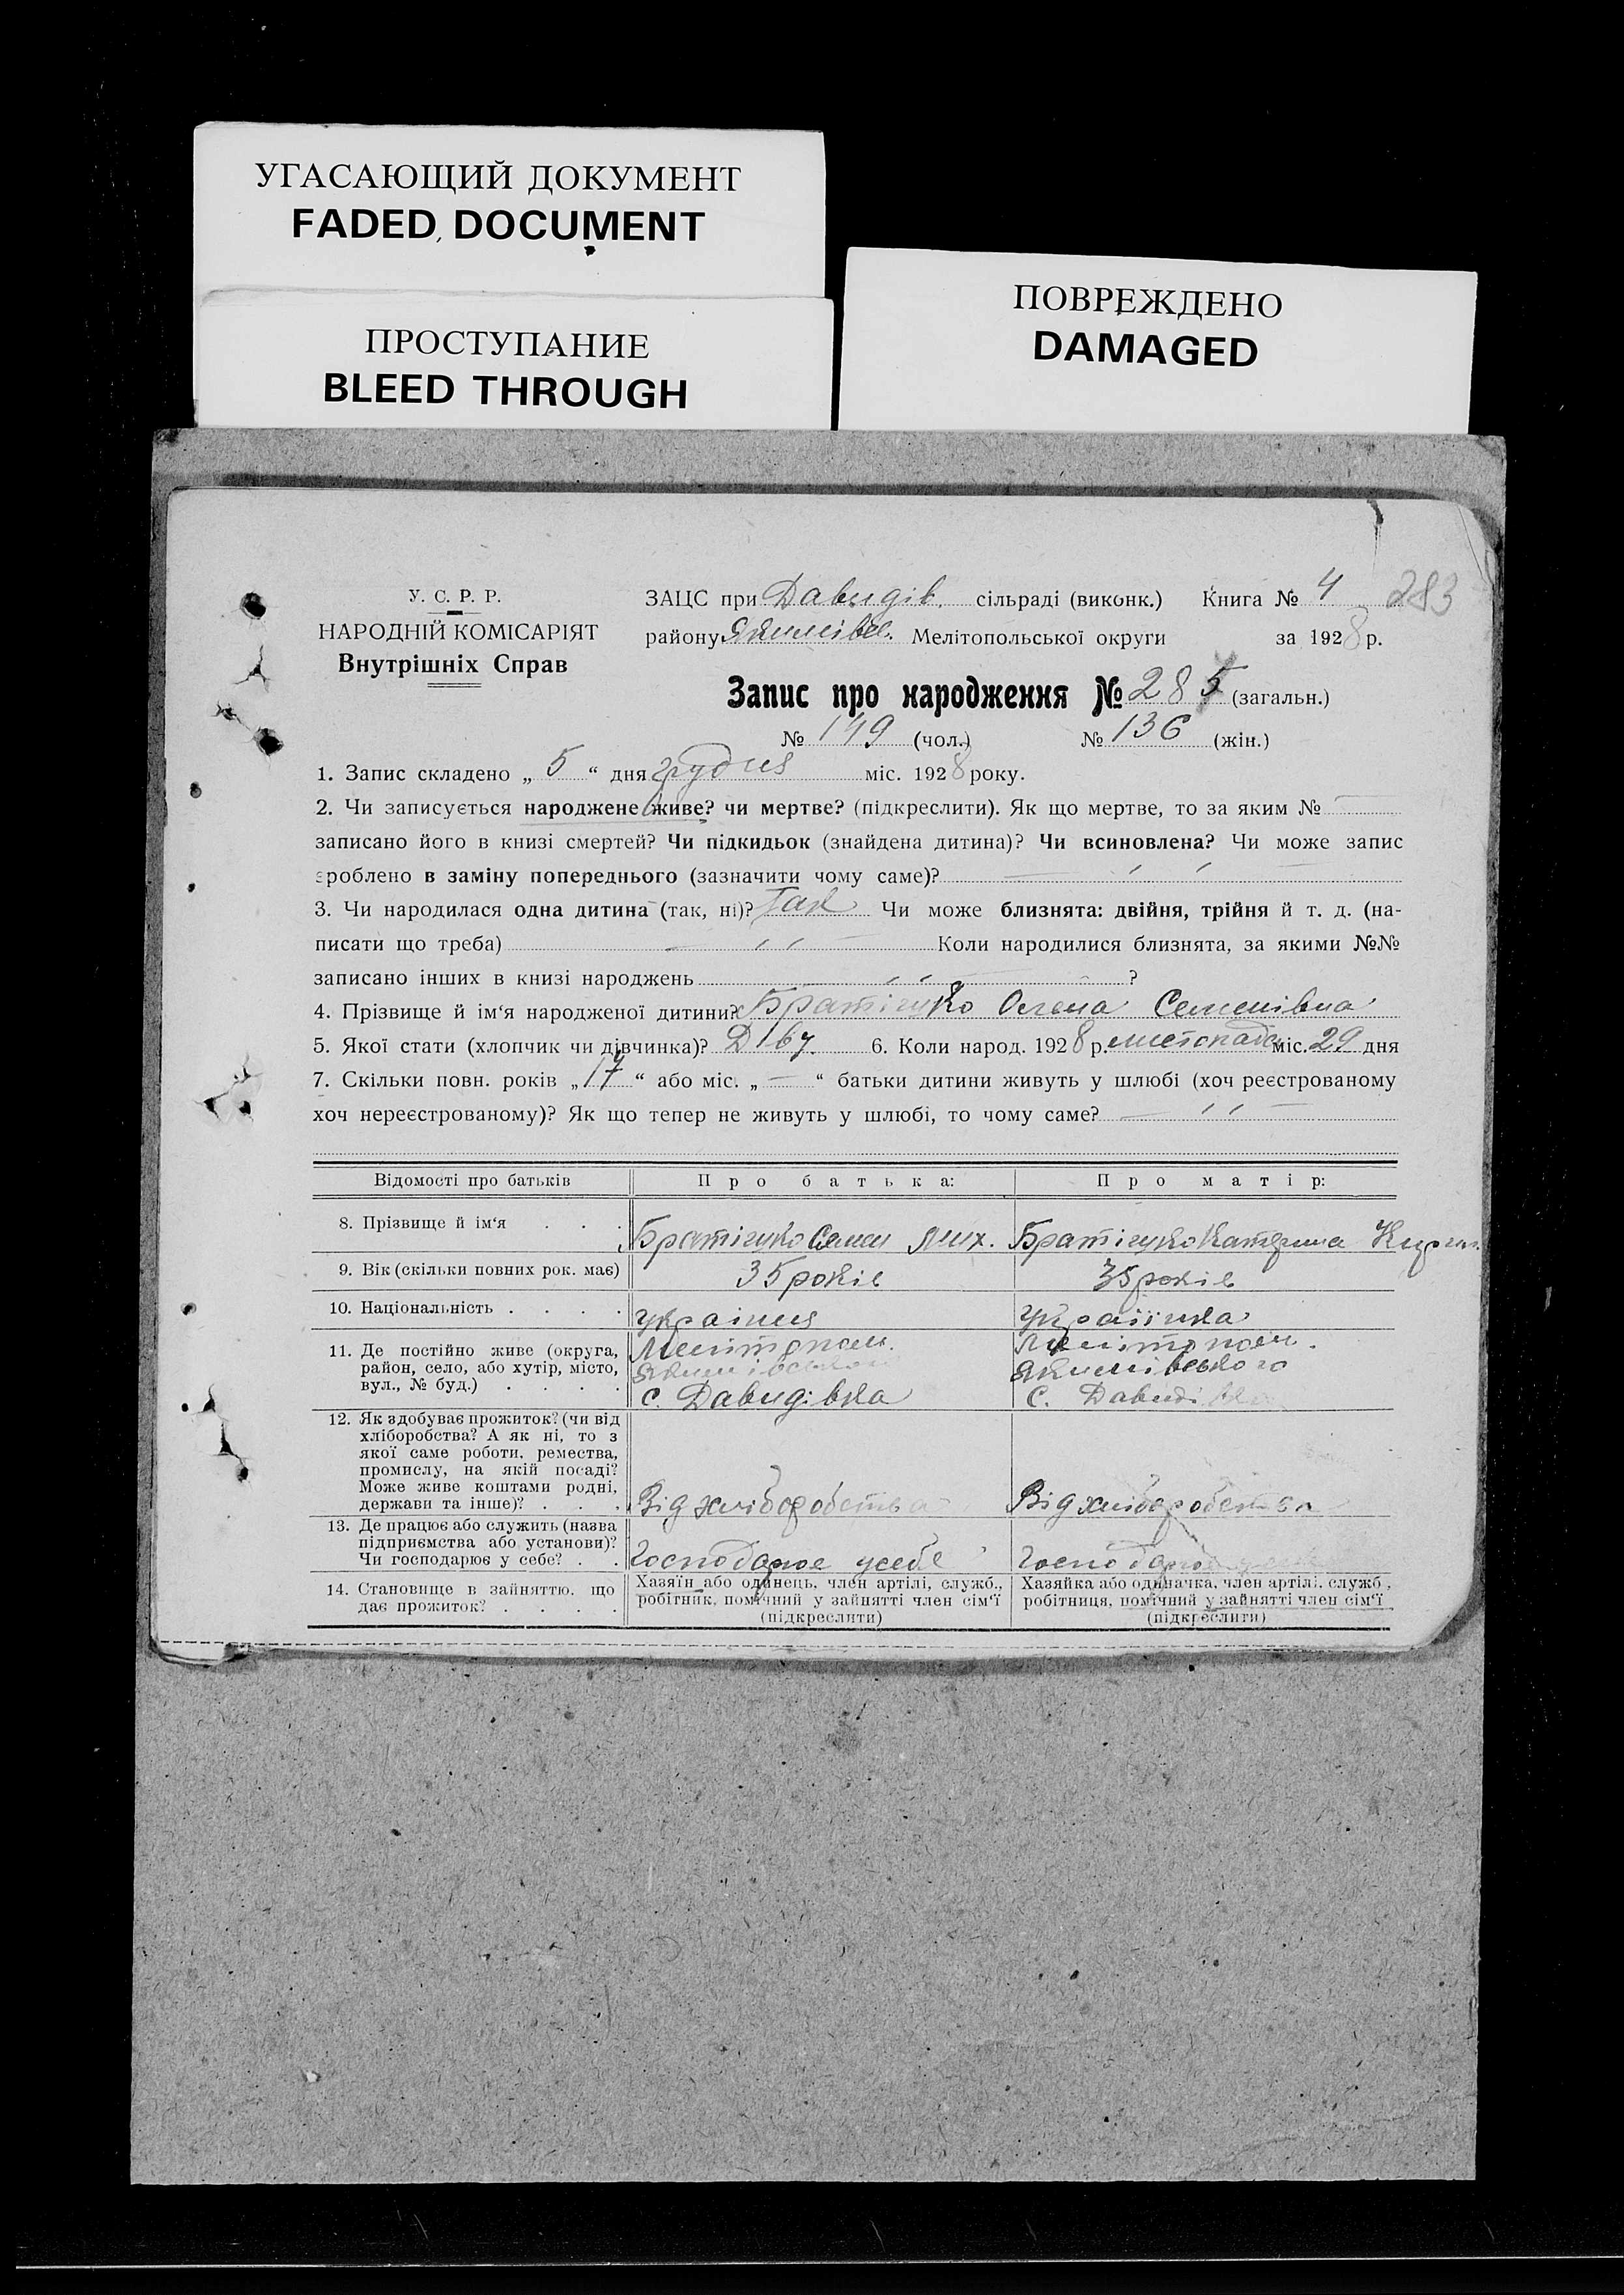 УГАСАЮЩИЙ ДОКУМЕНТ
FADED DOCUMENT
ПРОСТУПАНИЕ
BLEED THROUGH
ПОВРЕЖДЕНО
DAMAGED
У. С. Р. Р.
НАРОДНІЙ КОМІСАРІЯТ
Внутрішніх Справ
ЗАЦС при Давидів. сільраді (виконк.) Книга № 4 283
району Якимівс. Мелітопольської округи за 1928 р.
Запис про народження № 285 (загальн.)
№ 149 (чол.) № 136 (жін.)
1. Запис складено „ 5 “ дня грудня міс. 1928 року.
2. Чи записується народжене живе? чи мертве? (підкреслити). Як що мертве, то за яким № —
записано його в книзі смертей? Чи підкидьок (знайдена дитина)? Чи всиновлена? Чи може запис
зроблено в заміну попереднього (зазначити чому саме)? — ՛ ՛ —
3. Чи народилася одна дитина (так, ні)? Так Чи може близнята: двійня, трійня й т. д. (на-
писати що треба) — ՛ ՛ — Коли народилися близнята, за якими №№
записано інших в книзі народжень — ՛ ՛ — ?
4. Прізвище й ім‘я народженої дитини? Братічуко Олена Семенівна
5. Якої стати (хлопчик чи дівчинка)? Дівч. 6. Коли народ. 1928 р. листопада міс. 29 дня
7. Скільки повн. років „ 17 “ або міс. „ — “ батьки дитини живуть у шлюбі (хоч реєстрованому
хоч нереєстрованому)? Як що тепер не живуть у шлюбі, то чому саме? — ՛ ՛ —
Відомості про батьків Про батька: Про матір:
8. Прізвище й ім‘я . . . Братічуко Семен Мих. Братічуко Катерина
9. Вік (скільки повних рок. має) 35 років 35 років
10. Національність . . . . українця українка
11. Де постійно живе (округа, Мелітопол. Мелітопол.
район, село, або хутір, місто, Якимівського Якимівського
вул., № буд.) . . . . с. Давидівка с. Давидівка
12. Як здобуває прожиток? (чи від
хліборобства? А як ні, то з
якої саме роботи, ремества,
промислу, на якій посаді?
Може живе коштами родні,
держави та інше)? . . . Від хліборобства Від хліборобства
13. Де працює або служить (назва
підприємства або установи)?
Чи господарює у себе? . . Господарює у себе Господарює
14. Становище в зайняттю, що
дає прожиток? . . . .
Хазяїн або одинець, член артілі, служб.,
робітник, помічний у зайнятті член сім‘ї
(підкреслити)
Хазяйка або одиначка, член артілі, служб.,
робітниця, помічний у зайнятті член сім‘ї
(підкреслити)